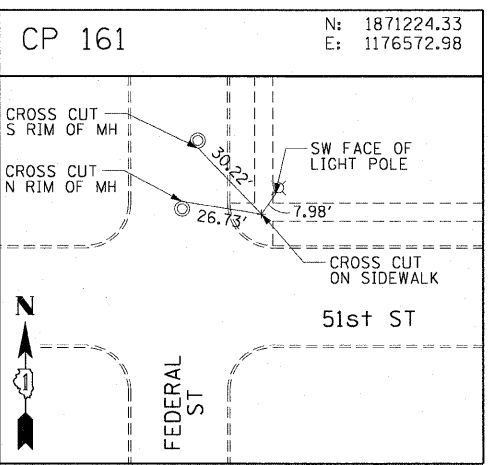 CP 161
N: 1871224.33
E: 1176572.98
CROSS CUT
S RIM OF MH
30.22'
SW FACE OF
LIGHT POLE
CROSS CUT
N RIM OF MH
26.73'
7.98'
CROSS CUT
ON SIDEWALK
N
51st ST
1
FEDERAL
ST